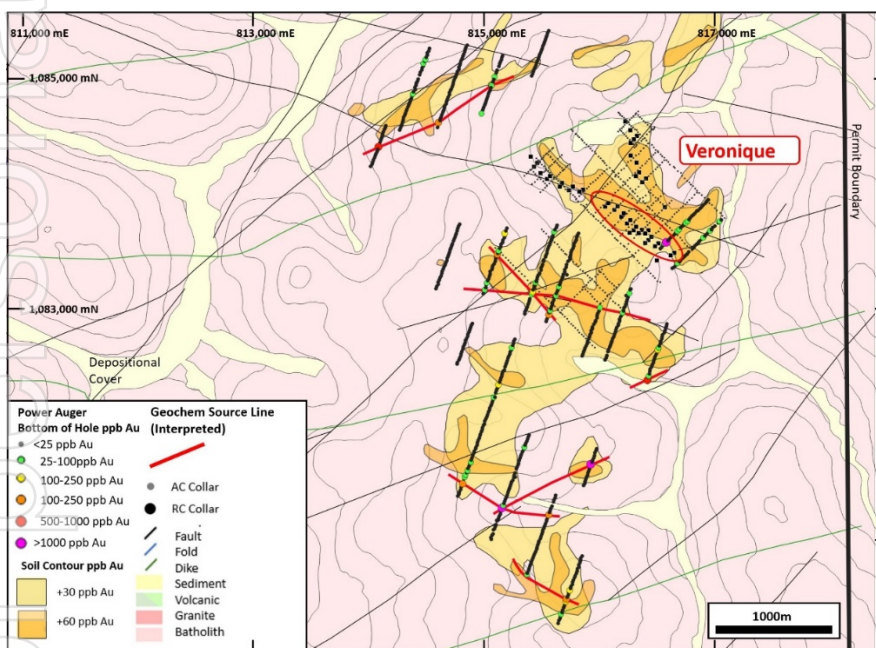 811,000 mE
813,000 mE
815,000 mE
817,000 mE
1,085,000 mN
Veronique
Permit Boundary
1,083,000 mN
Depositional
Cover
Power Auger
Bottom of Hole ppb Au
<25 ppb Au
25-100ppb Au
100-250 ppb Au
100-250 ppb Au
500-1000 ppb Au
>1000 ppb Au
Soil Contour ppb Au
+30 ppb Au
+60 ppb Au
Geochem Source Line
(Interpreted)
AC Collar
RC Collar
Fault
Fold
Dike
Sediment
Volcanic
Granite
Batholith
1000m